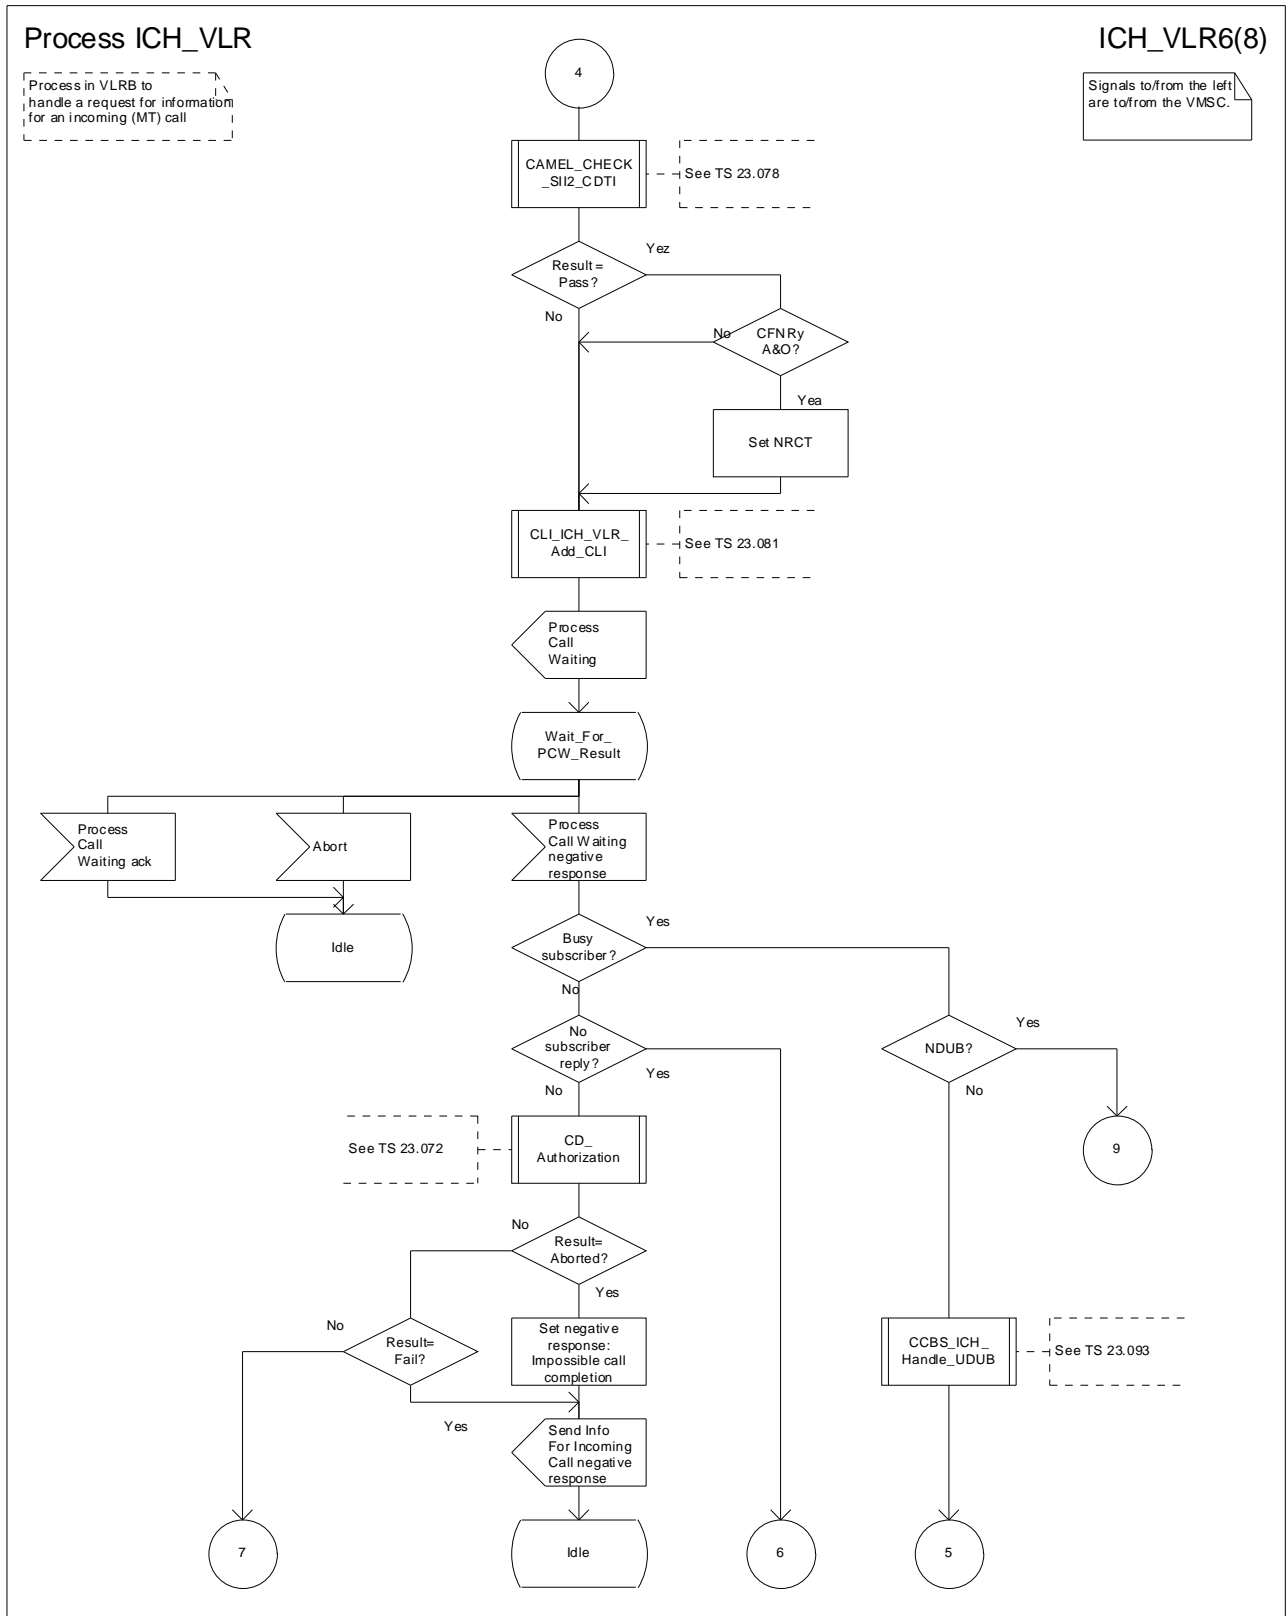 Process ICH_VLR
ICH_VLR6(8)
Process in VLRB to
handle a request for information
for an incoming (MT) call
Signals to/from the left
are to/from the VMSC.
4
CAMEL_CHECK
_SII2_CDTI
See TS 23.078
Yez
Result=
Pass?
No
No
CFNRy
A&O?
Yea
Set NRCT
CLI_ICH_VLR_
Add_CLI
See TS 23.081
Process
Call
Waiting
Wait_For_
PCW_Result
Process
Call
Waiting ack
Abort
Process
Call Waiting
negative
response
Idle
Busy
subscriber?
Yes
No
No
subscriber
reply?
Yes
No
NDUB?
Yes
No
9
See TS 23.072
CD_
Authorization
No
Result=
Aborted?
Yes
No
Result=
Fail?
Yes
Set negative
response:
Impossible call
completion
CCBS_ICH_
Handle_UDUB
See TS 23.093
Send Info
For Incoming
Call negative
response
7
Idle
6
5